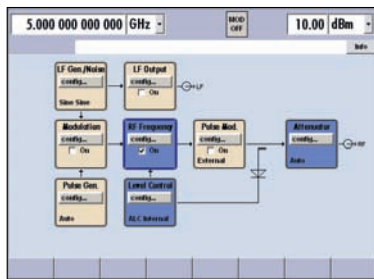 5.000 000 000 000 GHz
MOD OFF
10.00 dBm
Info
LF Gen./Noise
config...
Sine Sine
LF Output
config...
On
LF
Modulation
config...
On
RF Frequency
config...
On
Pulse Mod.
config...
On
External
Attenuator
config...
Auto
RF
Pulse Gen.
config...
Auto
Level Control
config...
ALC Internal